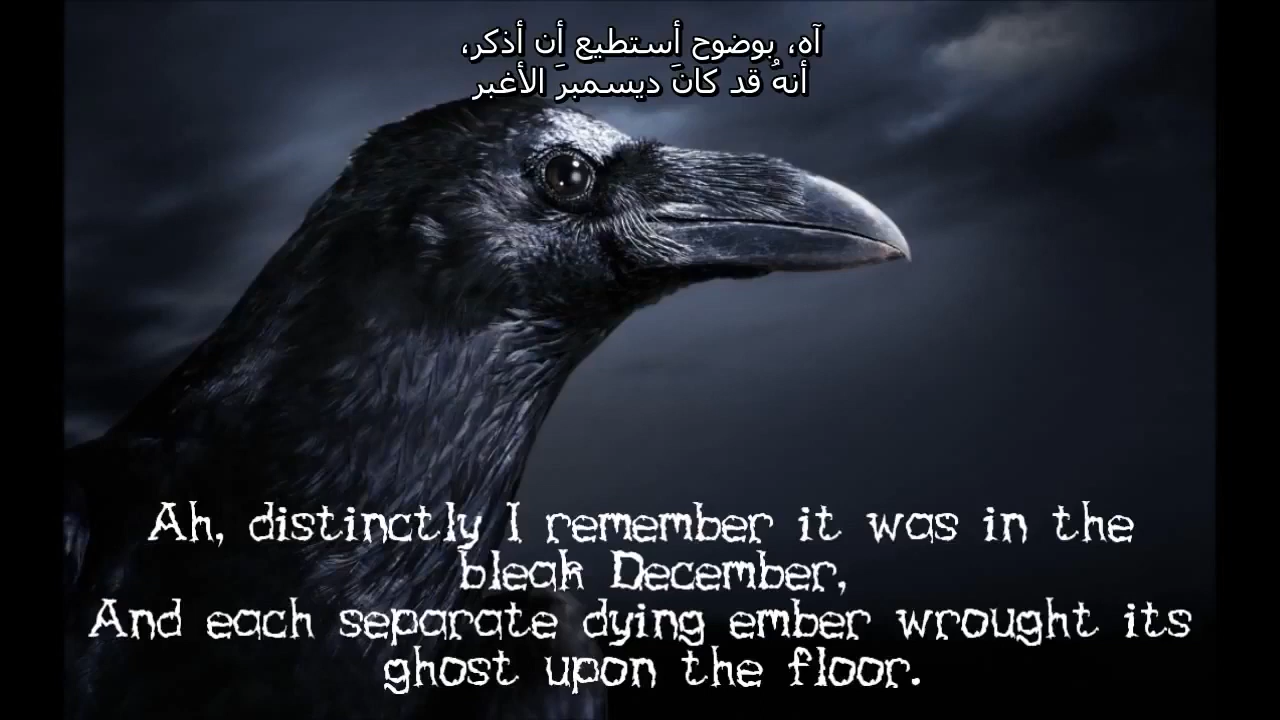 آه، بوضوح أستطيع أن أذكر،
أنهُ قد كانَ ديسمبرَ الأغبر
Ah, distinctly I remember it was in the
bleak December,
And each separate dying ember wrought its
ghost upon the floor.